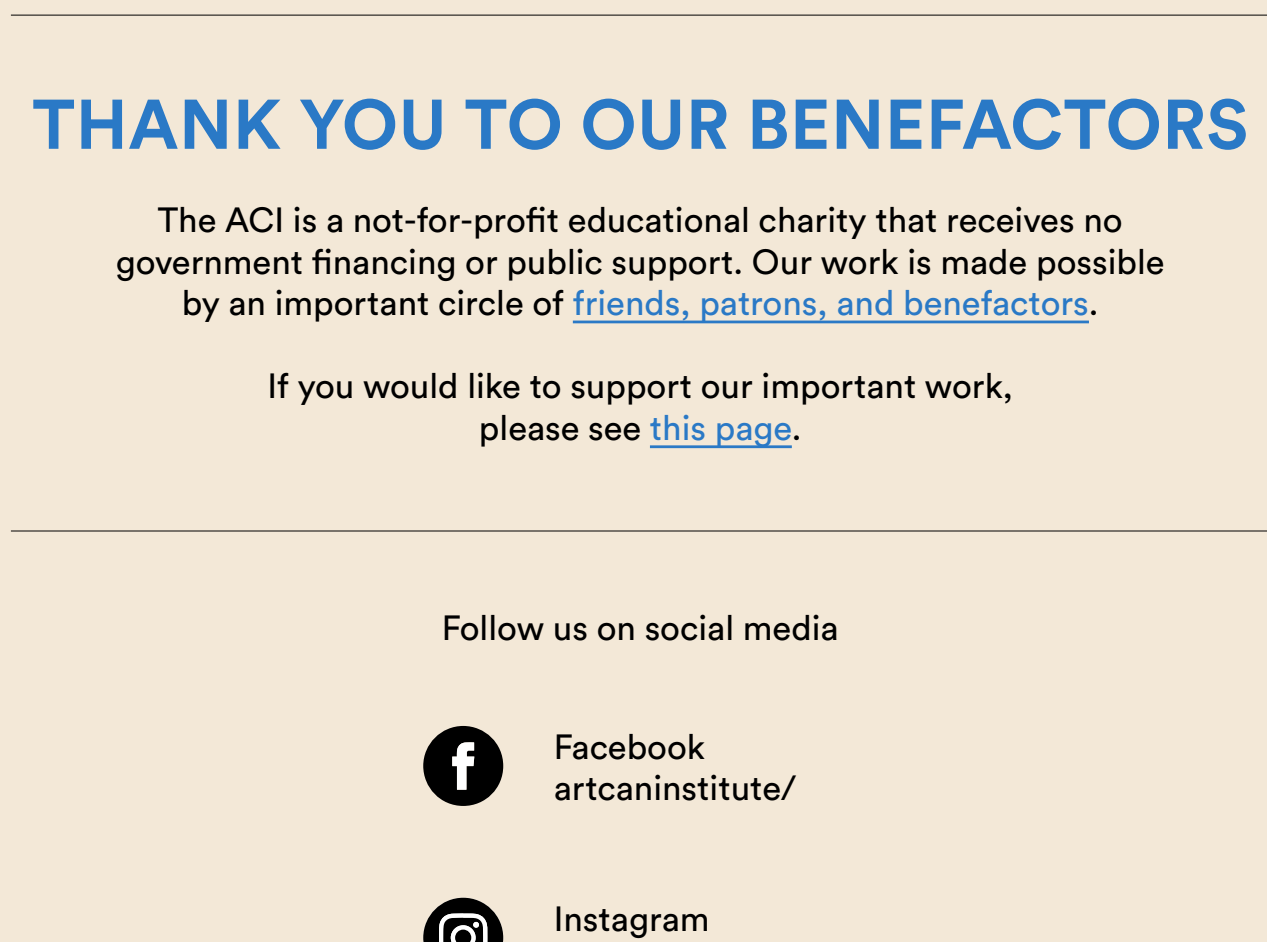 THANK YOU TO OUR BENEFACTORS
The ACI is a not-for-profit educational charity that receives no
government financing or public support. Our work is made possible
by an important circle of friends, patrons, and benefactors.
If you would like to support our important work,
please see this page.
Follow us on social media
Facebook
artcaninstitute/
Instagram